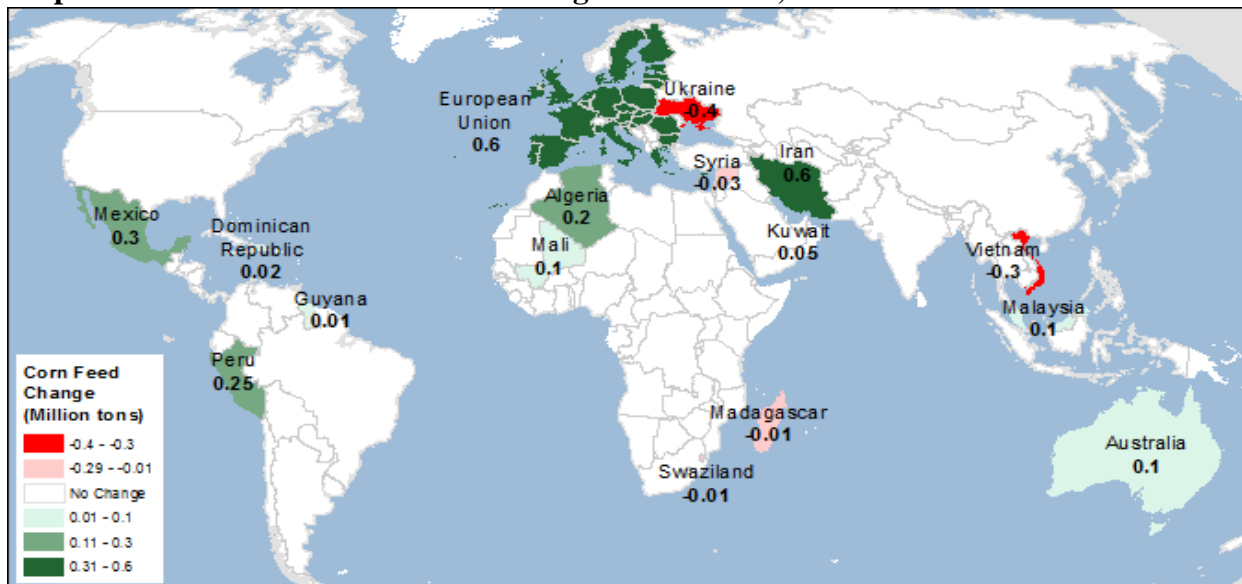 Ukraine
-0.4
European
Union
0.6
Syria
-0.03
Iran
0.6
Algeria
0.2
Mexico
0.3
Dominican
Republic
0.02
Mali
0.1
Kuwait
0.05
Vietnam
-0.3
Guyana
0.01
Malaysia
0.1
Peru
0.25
Madagascar
-0.01
Australia
0.1
Swaziland
-0.01
Corn Feed
Change
(Million tons)
-0.4 - -0.3
-0.29 - -0.01
No Change
0.01 - 0.1
0.11 - 0.3
0.31 - 0.6